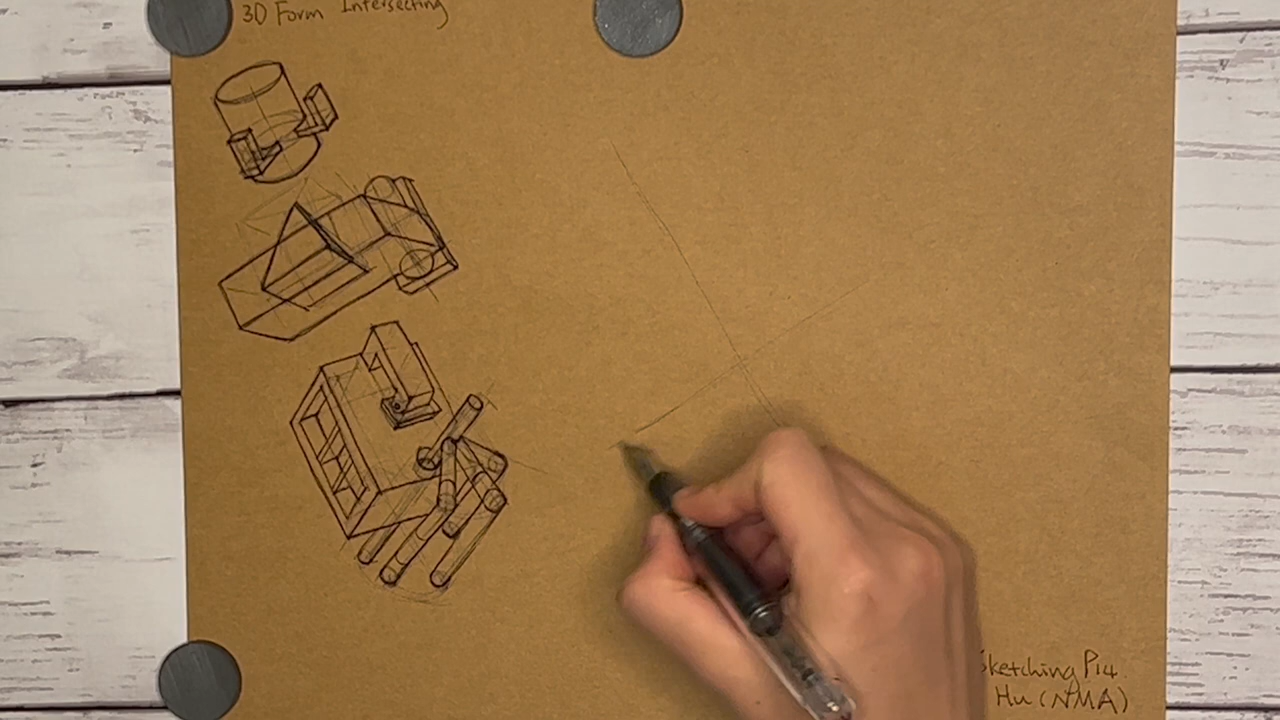 3D Form Intersecting
Sketching P14.
Hu (NMA)